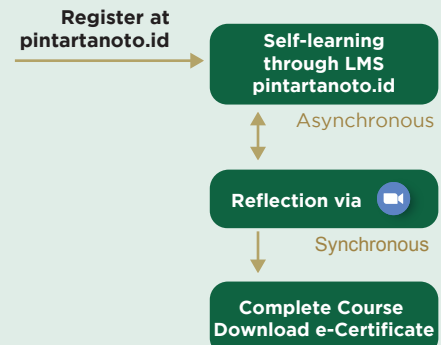 Register at
pintartanoto.id
Self-learning
through LMS
pintartanoto.id
Asynchronous
Reflection via
Synchronous
Complete Course
Download e-Certificate